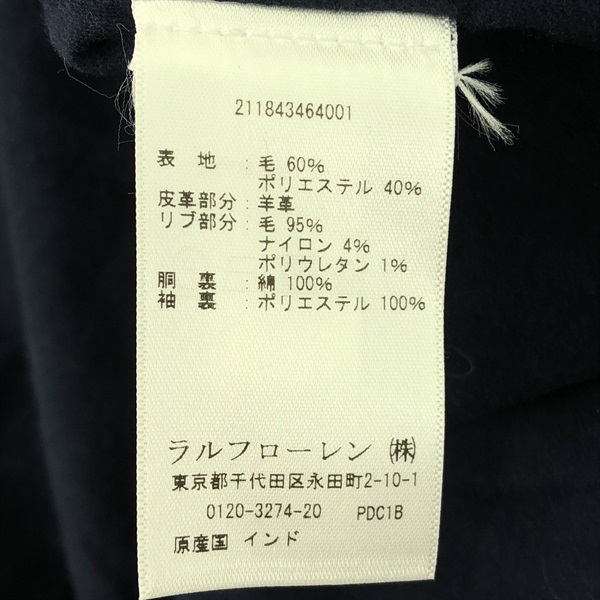 211843464001
表 地 : 毛 60%
ポリエステル 40%
皮革部分 : 羊革
リブ部分 : 毛 95%
ナイロン 4%
ポリウレタン 1%
胴 裏 : 綿 100%
袖 裏 : ポリエステル 100%
ラルフローレン ㈱
東京都千代田区永田町2-10-1
0120-3274-20 PDC1B
原産国 インド